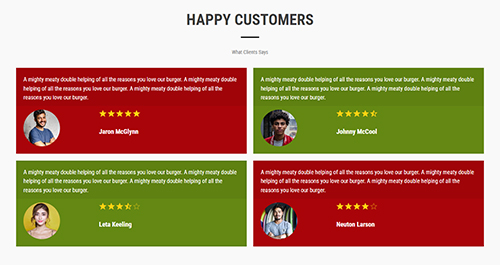 HAPPY CUSTOMERS
What Clients Says
A mighty meaty double helping of all the reasons you love our burger. A mighty meaty double
helping of all the reasons you love our burger. A mighty meaty double helping of all the
reasons you love our burger.
Jaron McGlynn
A mighty meaty double helping of all the reasons you love our burger. A mighty meaty double
helping of all the reasons you love our burger. A mighty meaty double helping of all the
reasons you love our burger.
Johnny McCool
A mighty meaty double helping of all the reasons you love our burger. A mighty meaty double
helping of all the reasons you love our burger. A mighty meaty double helping of all the
reasons you love our burger.
Leta Keeling
A mighty meaty double helping of all the reasons you love our burger. A mighty meaty double
helping of all the reasons you love our burger. A mighty meaty double helping of all the
reasons you love our burger.
Neuton Larson